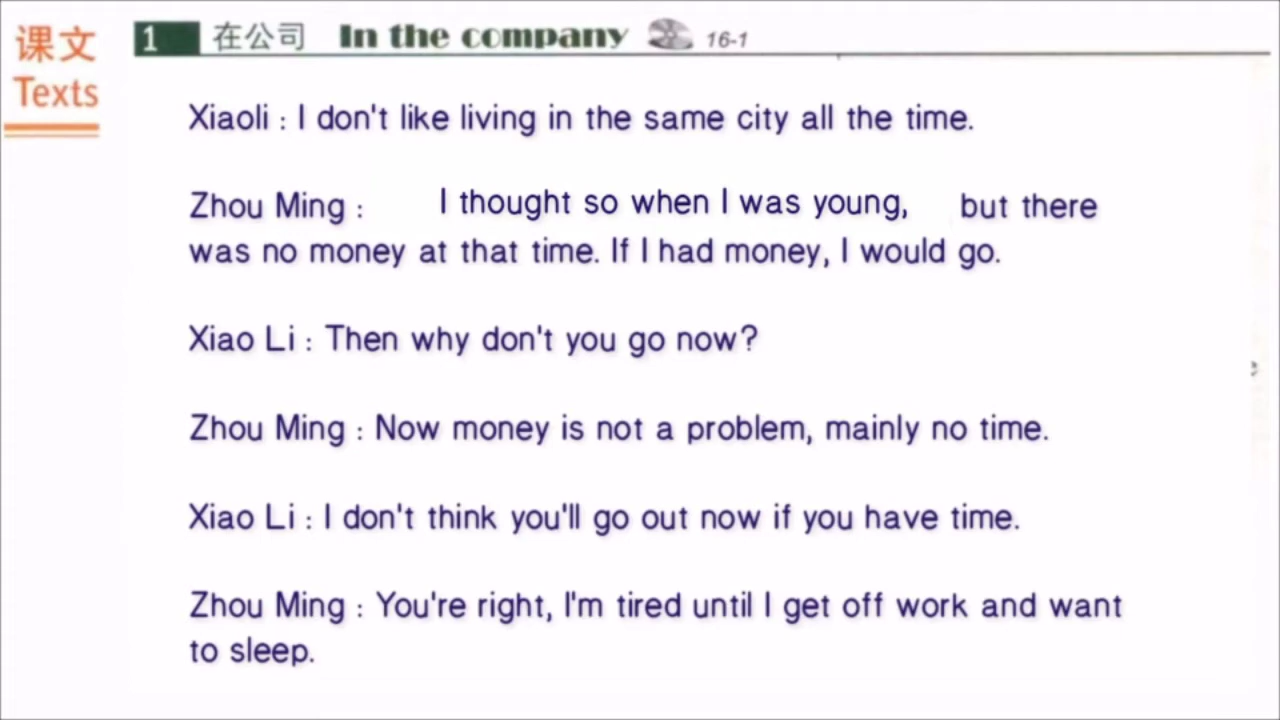 课文
Texts
1 在公司 In the company 16-1
Xiaoli : I don't like living in the same city all the time.
Zhou Ming : I thought so when I was young, but there
was no money at that time. If I had money, I would go.
Xiao Li : Then why don't you go now?
Zhou Ming : Now money is not a problem, mainly no time.
Xiao Li : I don't think you'll go out now if you have time.
Zhou Ming : You're right, I'm tired until I get off work and want
to sleep.